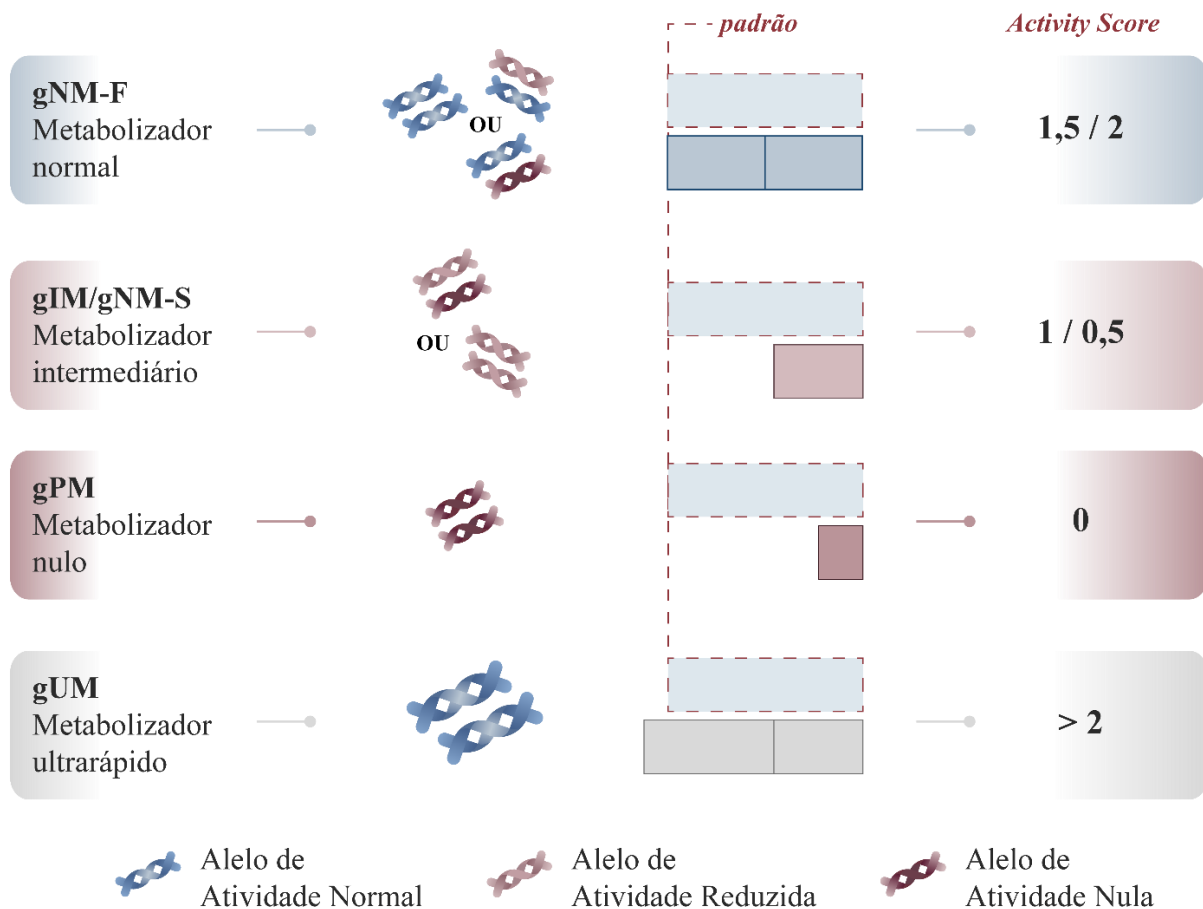 padrão
Activity Score
gNM-F
Metabolizador
normal
OU
1,5 / 2
gIM/gNM-S
Metabolizador
intermediário
OU
1 / 0,5
gPM
Metabolizador
nulo
0
gUM
Metabolizador
ultrarápido
> 2
Alelo de
Atividade Normal
Alelo de
Atividade Reduzida
Alelo de
Atividade Nula